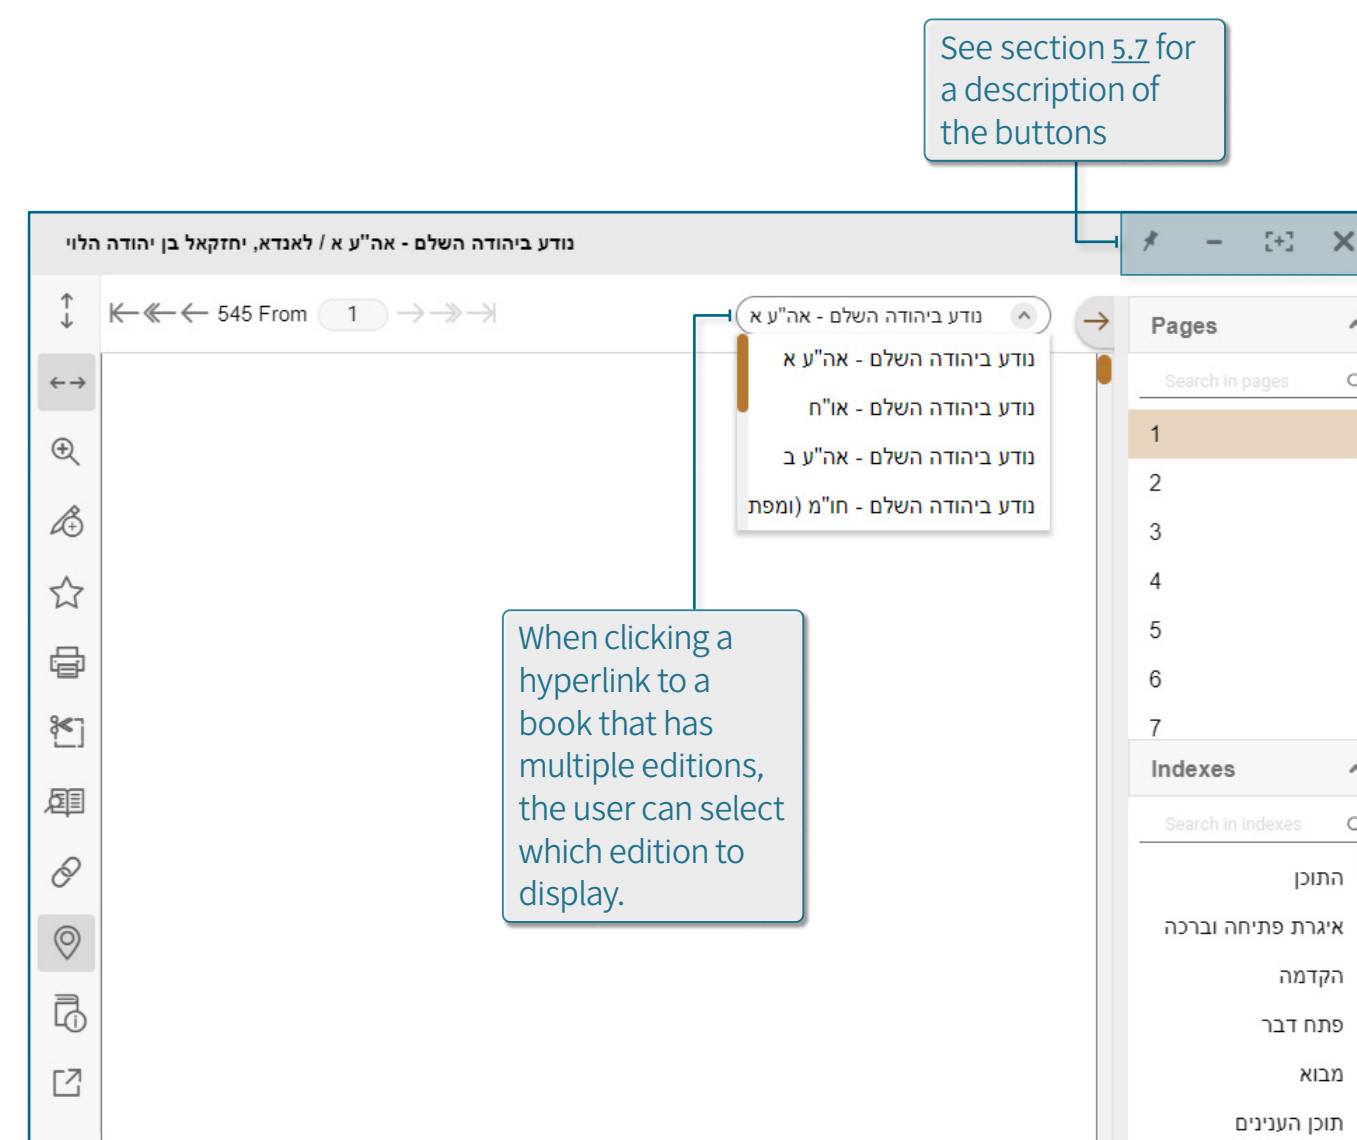 See section 5.7 for
a description of
the buttons
נודע ביהודה השלם - אה"ע א / לאנדא, יחזקאל בן יהודה הלוי
545 From 1
נודע ביהודה השלם - אה"ע א
נודע ביהודה השלם - אה"ע א
נודע ביהודה השלם - או"ח
נודע ביהודה השלם - אה"ע ב
נודע ביהודה השלם - חו"מ (ומפת
When clicking a
hyperlink to a
book that has
multiple editions,
the user can select
which edition to
display.
Pages
Search in pages
1
2
3
4
5
6
7
Indexes
Search in indexes
התוכן
איגרת פתיחה וברכה
הקדמה
פתח דבר
מבוא
תוכן הענינים